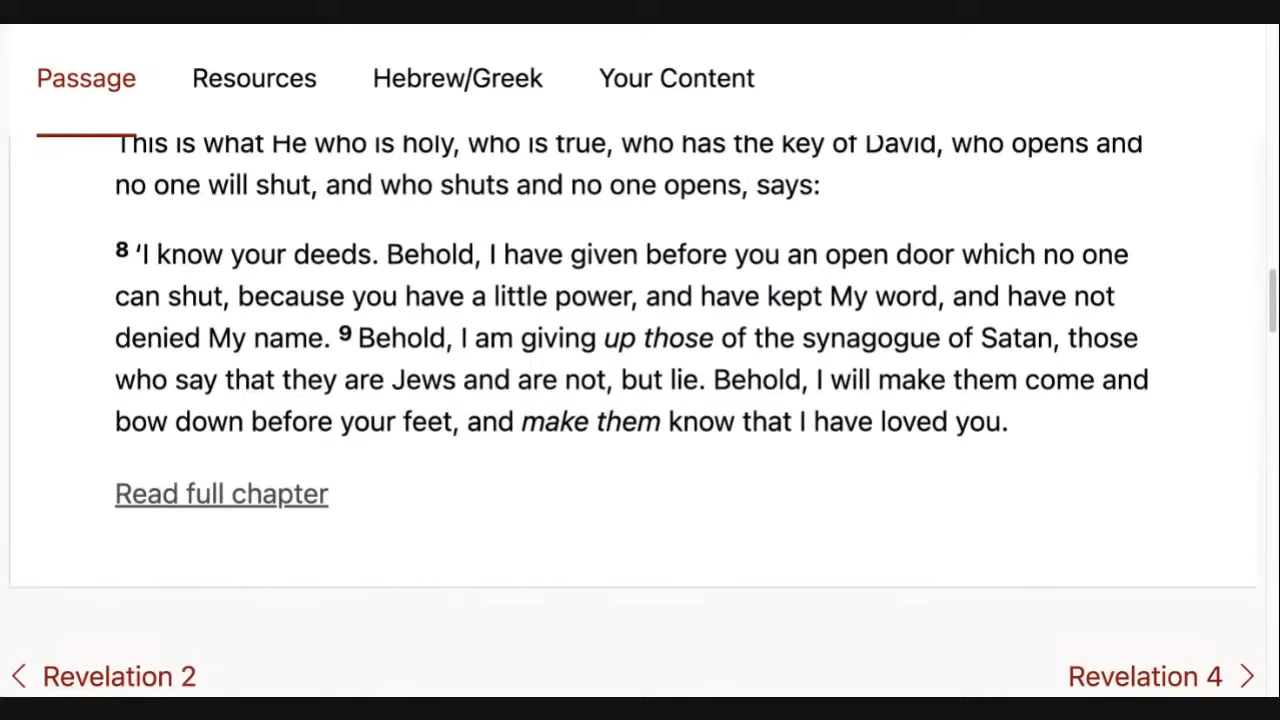 Passage Resources Hebrew/Greek Your Content
This is what He who is holy, who is true, who has the key of David, who opens and
no one will shut, and who shuts and no one opens, says:
8 ‘I know your deeds. Behold, I have given before you an open door which no one
can shut, because you have a little power, and have kept My word, and have not
denied My name. 9 Behold, I am giving up those of the synagogue of Satan, those
who say that they are Jews and are not, but lie. Behold, I will make them come and
bow down before your feet, and make them know that I have loved you.
Read full chapter
< Revelation 2 Revelation 4 >